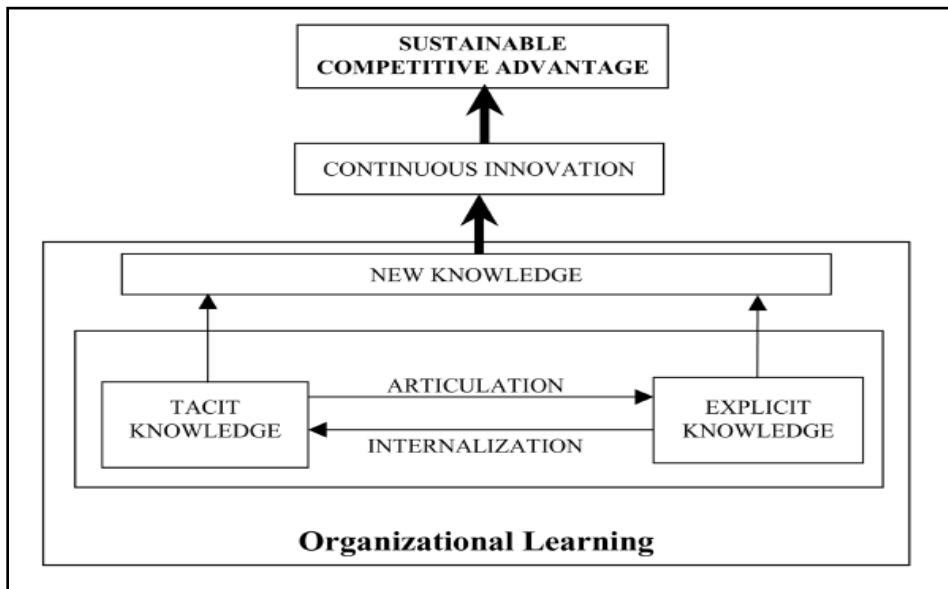 SUSTAINABLE
COMPETITIVE ADVANTAGE
CONTINUOUS INNOVATION
NEW KNOWLEDGE
TACIT
KNOWLEDGE
ARTICULATION
INTERNALIZATION
EXPLICIT
KNOWLEDGE
Organizational Learning